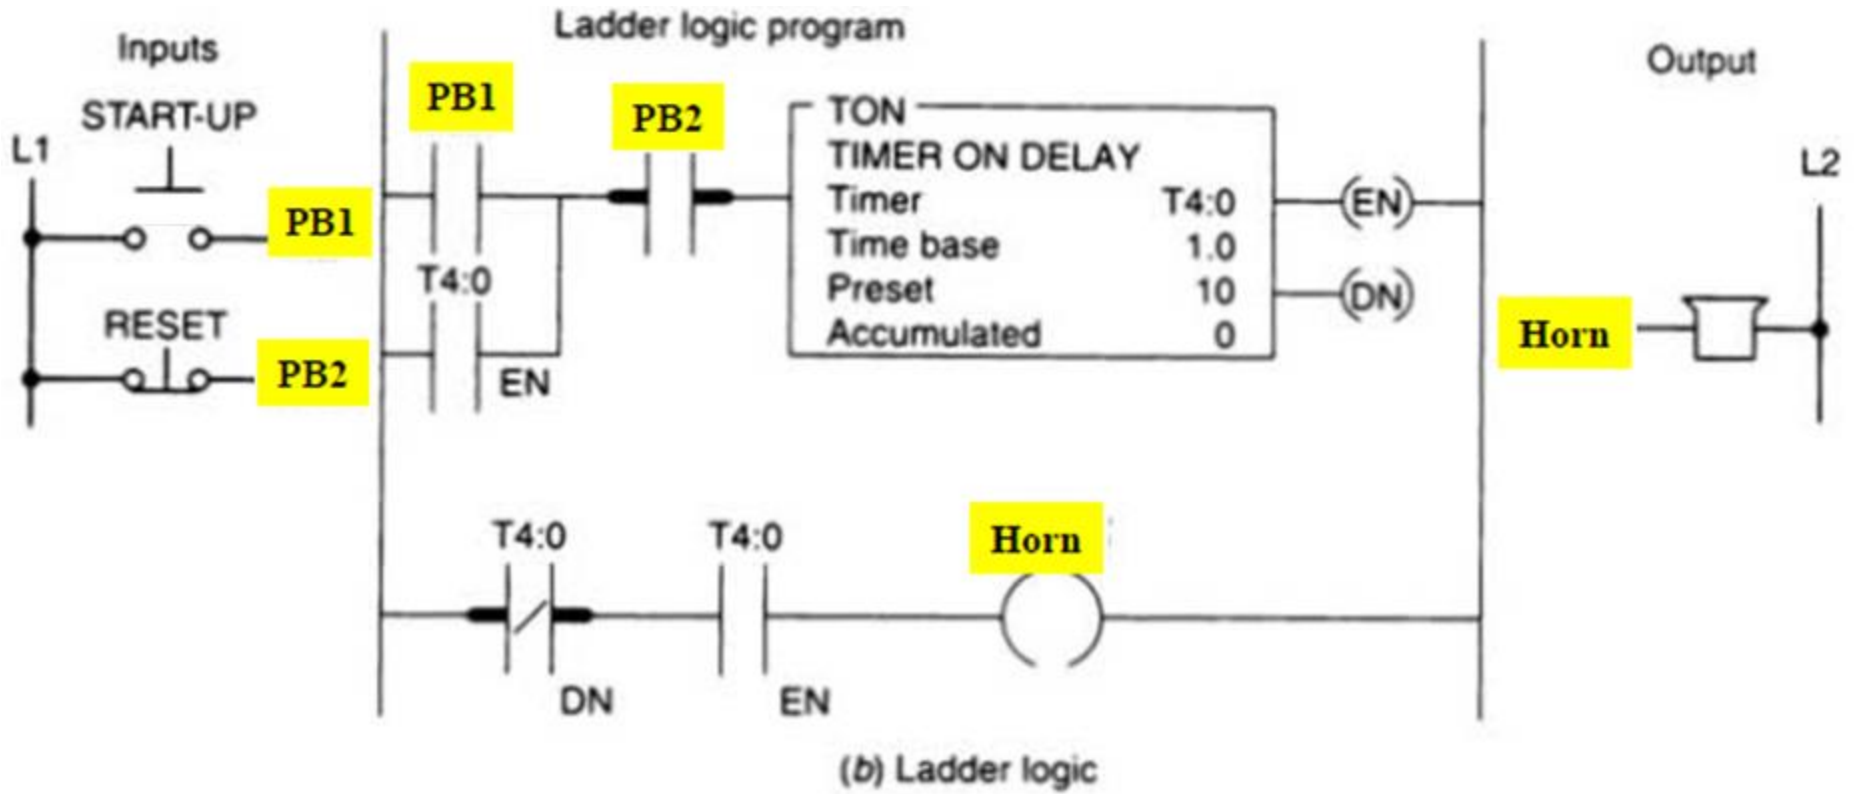 Ladder logic program
Inputs
Output
START-UP
L1
PB1
RESET
PB2
PB1
PB2
T4:0
EN
TON
TIMER ON DELAY
Timer T4:0
Time base 1.0
Preset 10
Accumulated 0
EN
DN
L2
Horn
T4:0
DN
T4:0
EN
Horn
(b) Ladder logic